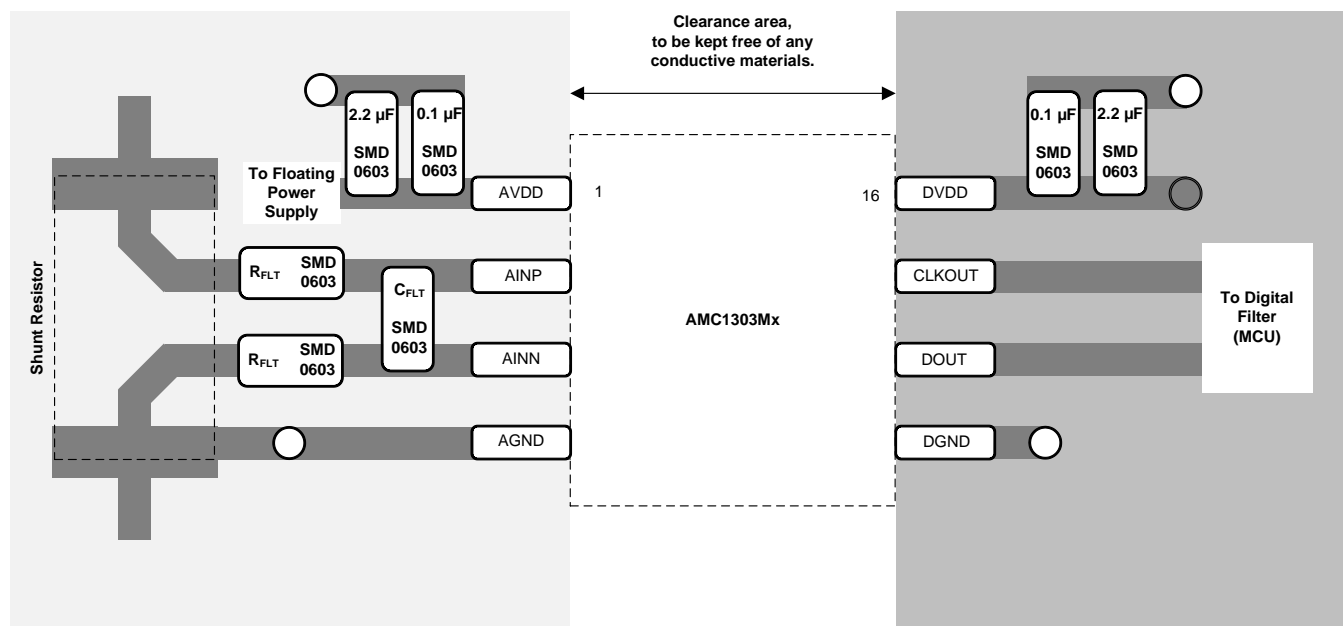 Clearance area,
to be kept free of any
conductive materials.
2.2 µF
SMD
0603
0.1 µF
SMD
0603
To Floating
Power
Supply
AVDD
1
16
DVDD
0.1 µF
SMD
0603
2.2 µF
SMD
0603
Shunt Resistor
RFLT
SMD
0603
CFLT
SMD
0603
AINP
CLKOUT
AMC1303Mx
To Digital
Filter
(MCU)
RFLT
SMD
0603
AINN
DOUT
AGND
DGND